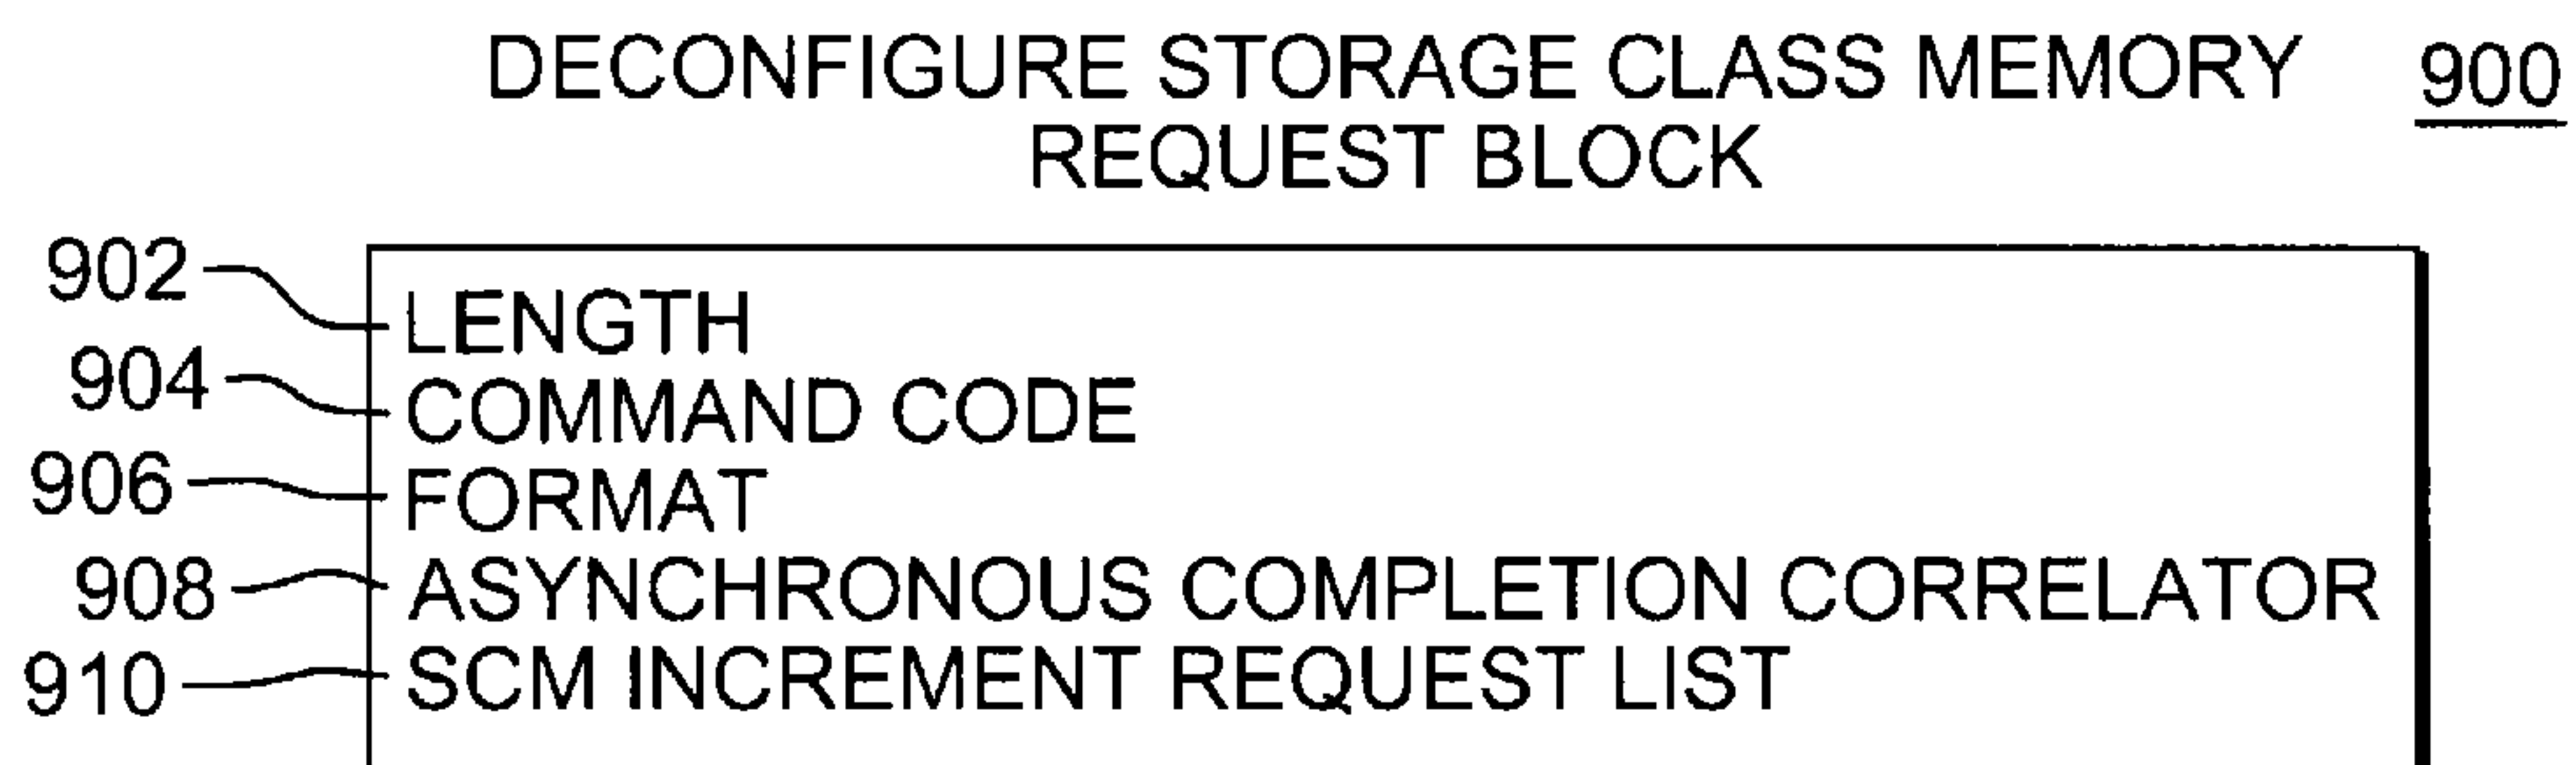 DECONFIGURE STORAGE CLASS MEMORY 900
REQUEST BLOCK
902 LENGTH
904 COMMAND CODE
906 FORMAT
908 ASYNCHRONOUS COMPLETION CORRELATOR
910 SCM INCREMENT REQUEST LIST